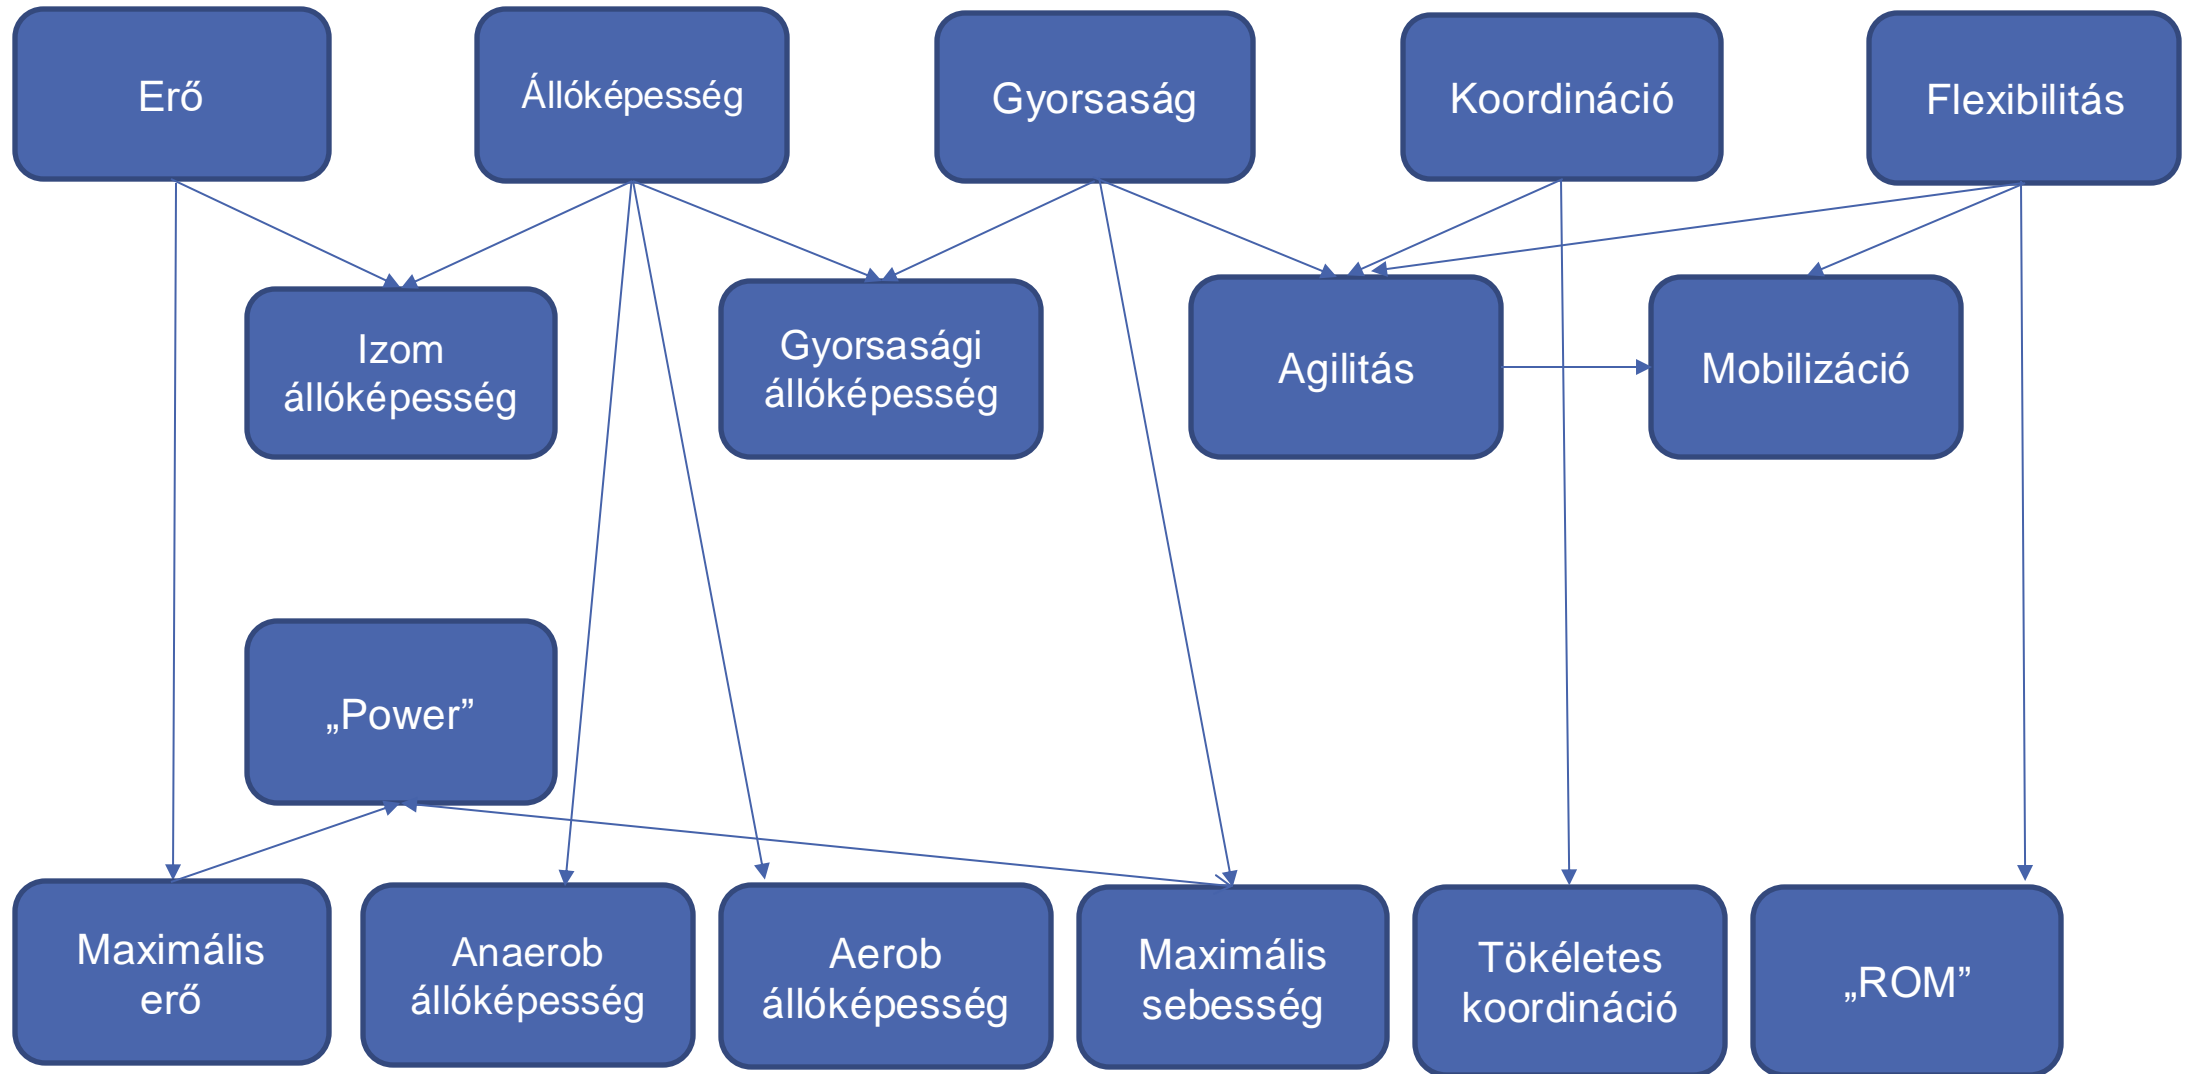 Erő
Állóképesség
Gyorsaság
Koordináció
Flexibilitás
Izom
állóképesség
Gyorsasági
állóképesség
Agilitás
Mobilizáció
„Power”
Maximális
erő
Anaerob
állóképesség
Aerob
állóképesség
Maximális
sebesség
Tökéletes
koordináció
„ROM”